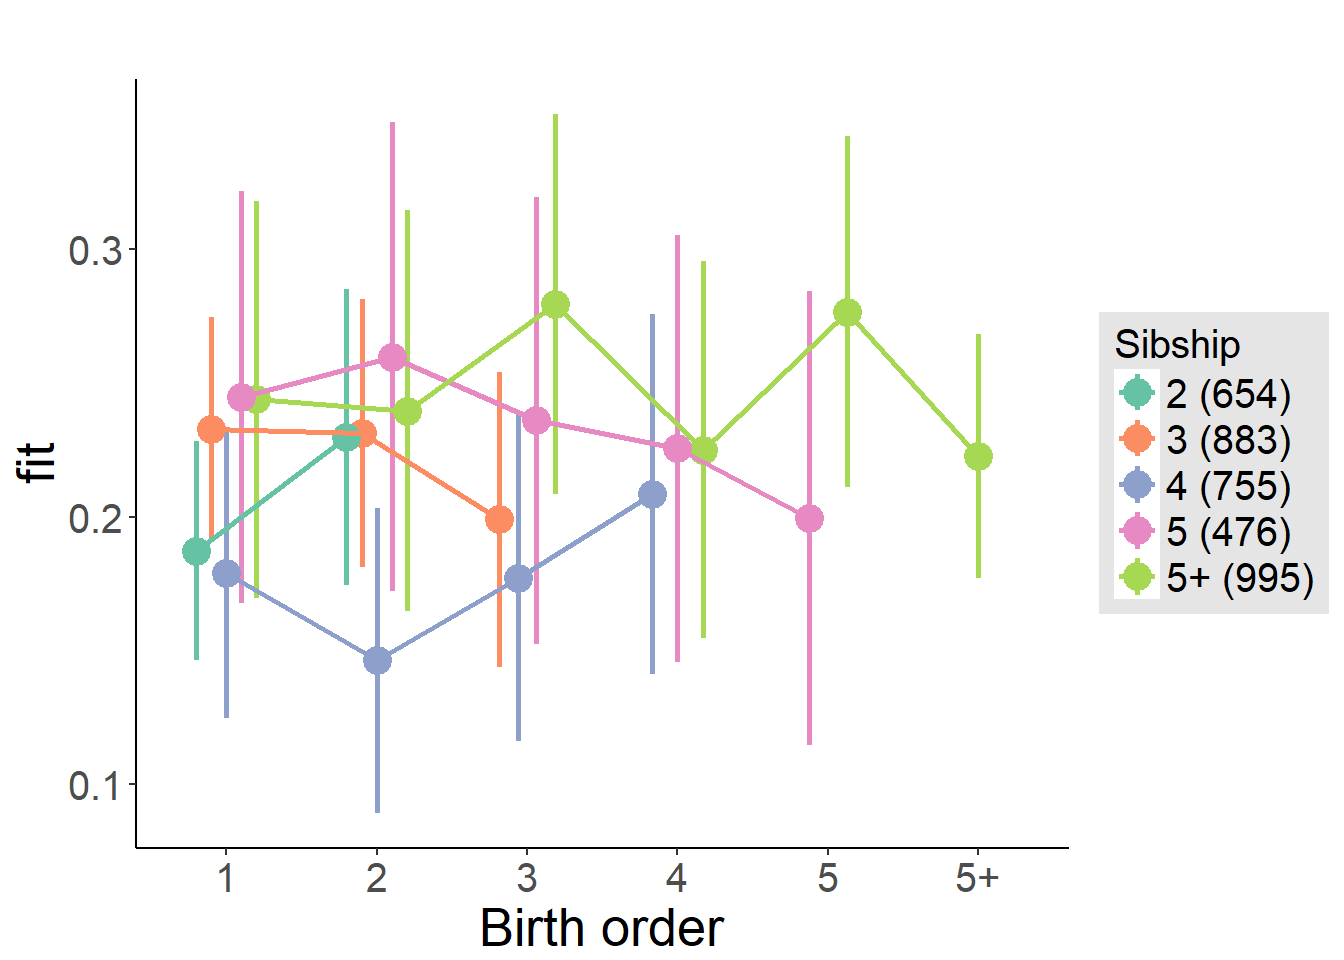 fit
0.3
0.2
0.1
1 2 3 4 5 5+
Birth order
Sibship
2 (654)
3 (883)
4 (755)
5 (476)
5+ (995)